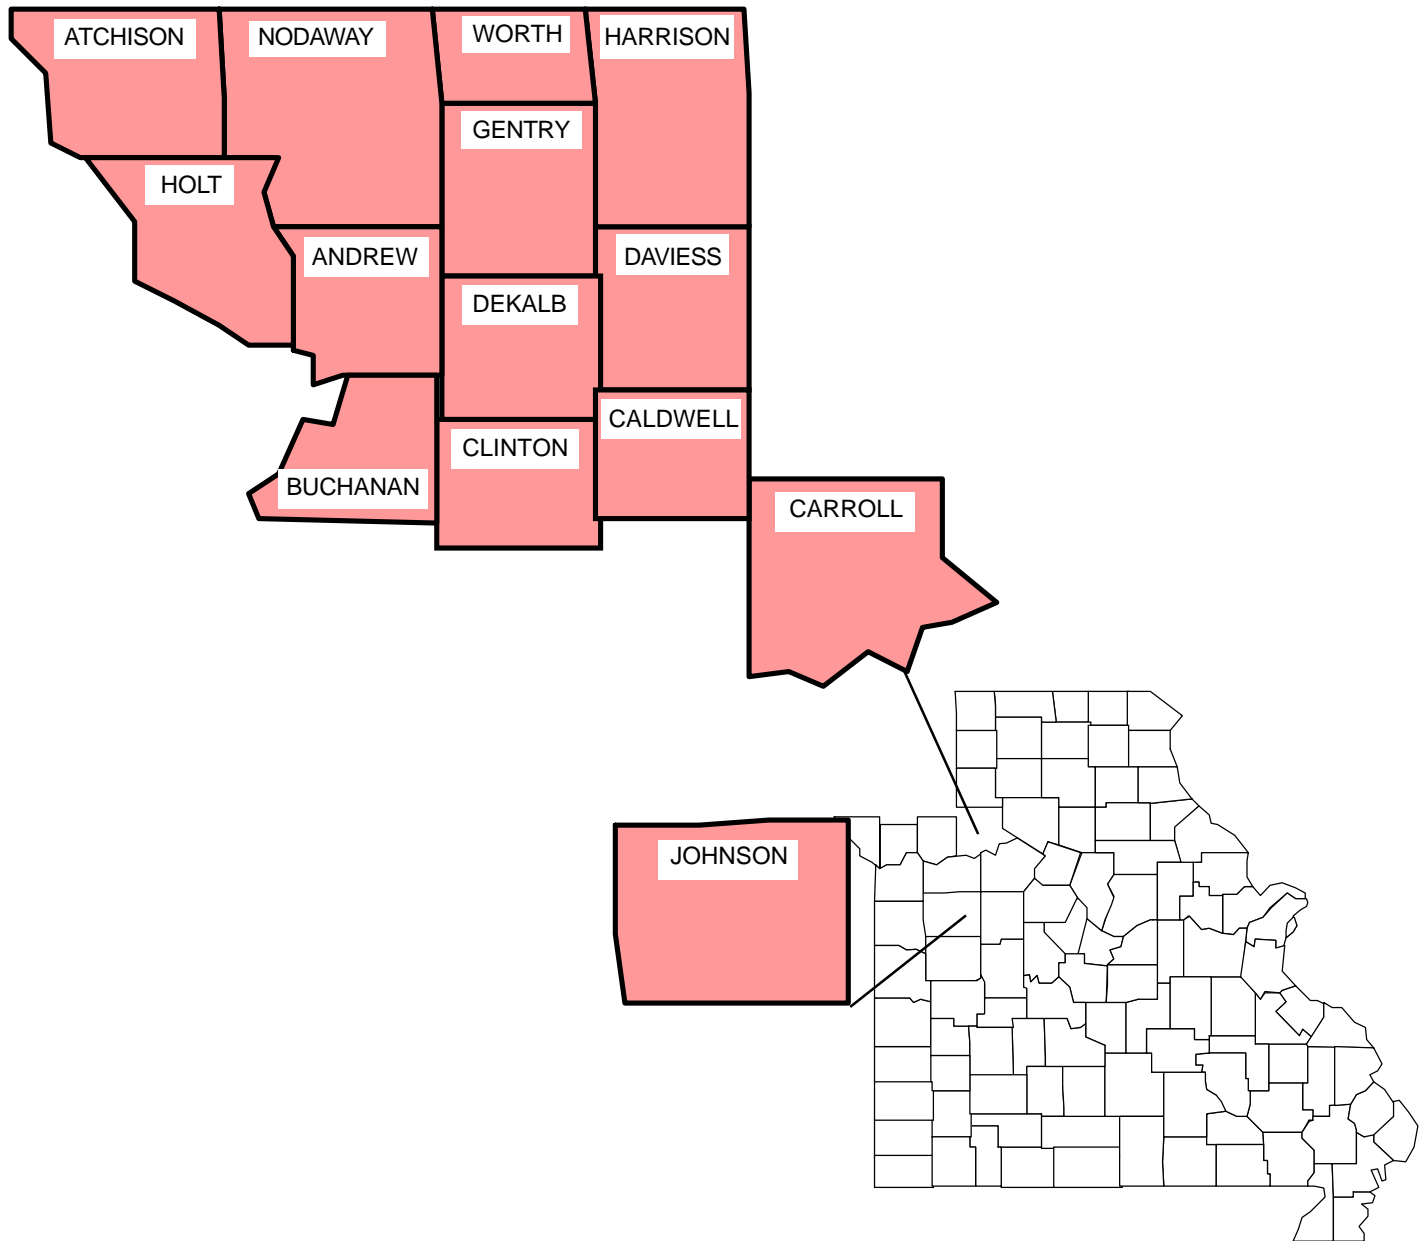 ATCHISON
NODAWAY
WORTH
HARRISON
GENTRY
HOLT
ANDREW
DAVIESS
DEKALB
CALDWELL
CLINTON
BUCHANAN
CARROLL
JOHNSON